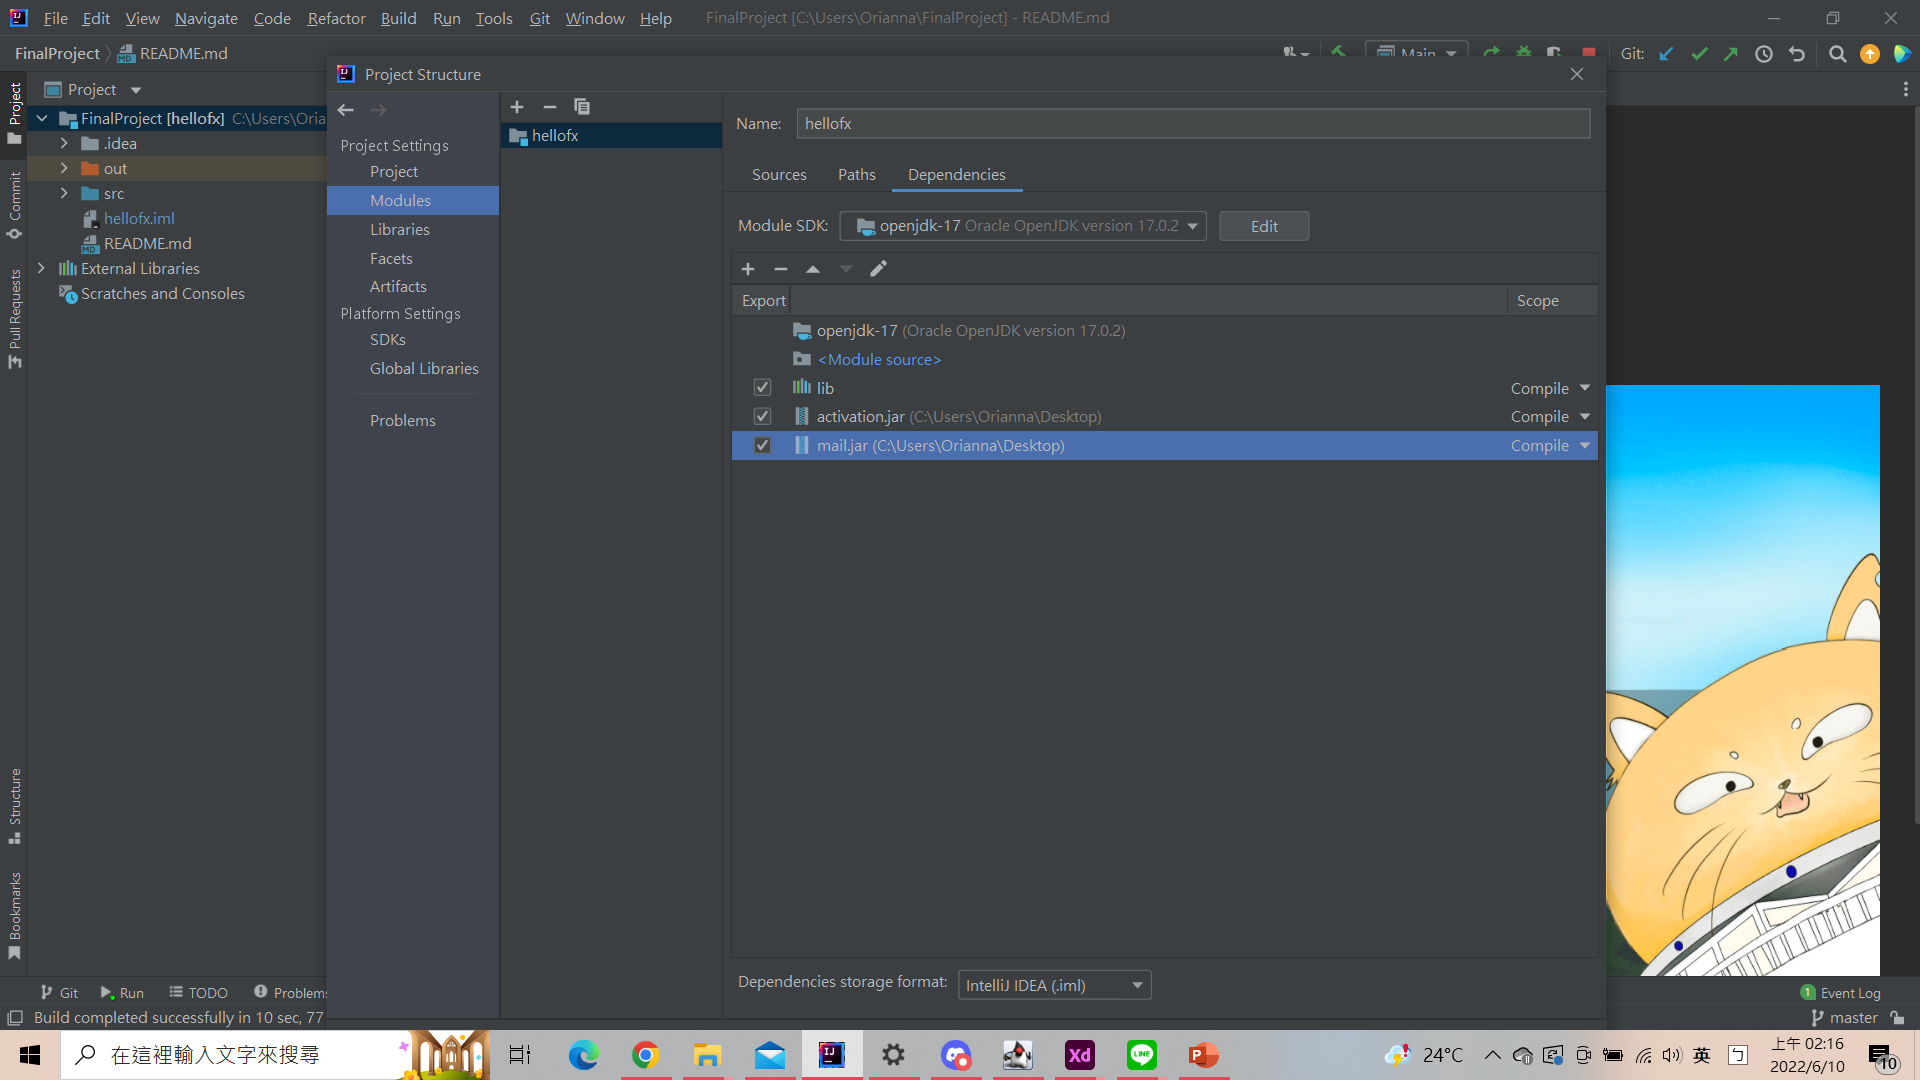 File Edit View Navigate Code Refactor Build Run Tools Git Window Help FinalProject [C:\Users\Orianna\FinalProject] - README.md
FinalProject README.md
Main
Git:
Project
Project Structure
Project
FinalProject [hellofx] C:\Users\Oria
.idea
out
src
hellofx.iml
README.md
External Libraries
Scratches and Consoles
Commit
Pull Requests
Structure
Bookmarks
Project Settings
Project
Modules
Libraries
Facets
Artifacts
Platform Settings
SDKs
Global Libraries
Problems
hellofx
Name: hellofx
Sources Paths Dependencies
Module SDK: openjdk-17 Oracle OpenJDK version 17.0.2 Edit
Export Scope
openjdk-17 (Oracle OpenJDK version 17.0.2)
<Module source>
lib Compile
activation.jar (C:\Users\Orianna\Desktop) Compile
mail.jar (C:\Users\Orianna\Desktop) Compile
Dependencies storage format: IntelliJ IDEA (.iml)
Git Run TODO Problems
1 Event Log
Build completed successfully in 10 sec, 77
master
在這裡輸入文字來搜尋
Xd
LINE
P
24°C
英
ㄅ
上午 02:16
2022/6/10
10